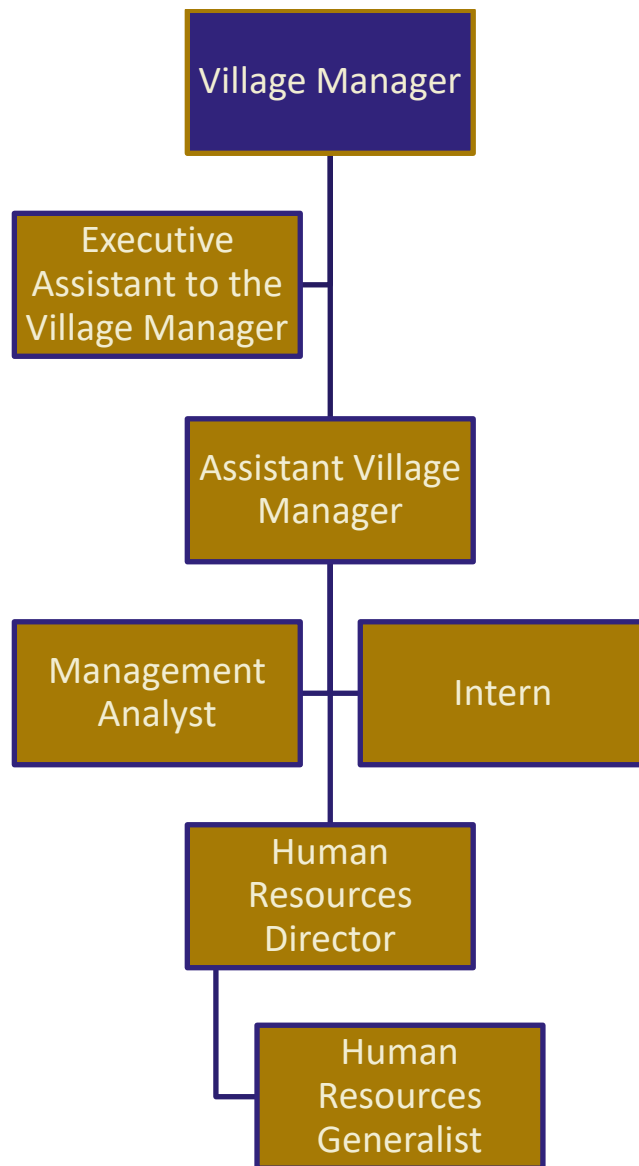 Village Manager
Executive
Assistant to the
Village Manager
Assistant Village
Manager
Management
Analyst
Intern
Human
Resources
Director
Human
Resources
Generalist